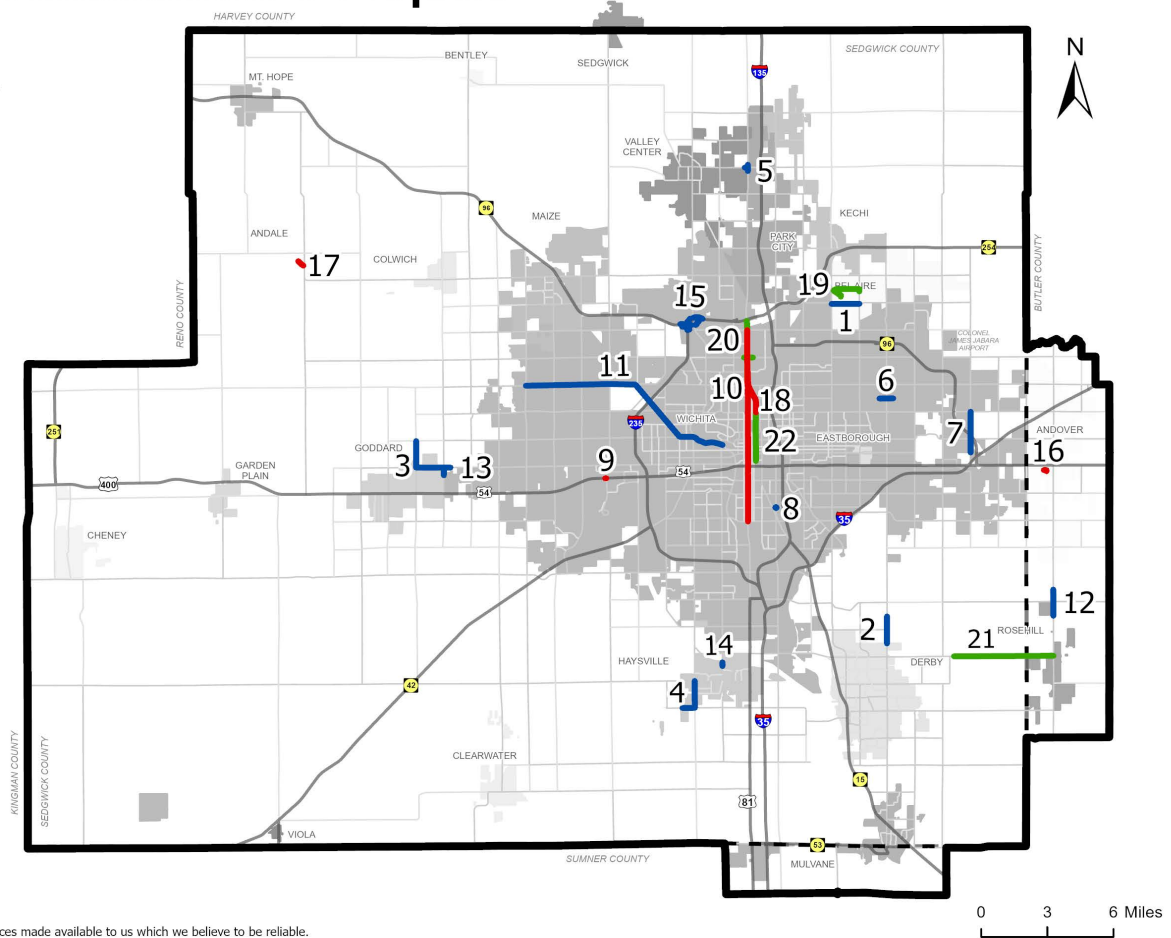 HARVEY COUNTY
SEDGWICK COUNTY
N
BENTLEY
SEDGWICK
135
MT. HOPE
VALLEY
CENTER
5
96
MAIZE
KECHI
ANDALE
PARK
CITY
254
BUTLER COUNTY
17
COLWICH
RENO COUNTY
19
BEL AIRE
15
1
COLONEL
JAMES JABARA
AIRPORT
20
96
11
6
10
18
WICHITA
235
22
EASTBOROUGH
7
ANDOVER
251
GODDARD
3
13
9
54
16
GARDEN
PLAIN
400
54
8
35
CHENEY
12
2
ROSEHILL
21
14
HAYSVILLE
DERBY
42
4
35
KINGMAN COUNTY
SEDGWICK COUNTY
CLEARWATER
15
81
VIOLA
53
SUMNER COUNTY
MULVANE
0 3 6 Miles
ces made available to us which we believe to be reliable.